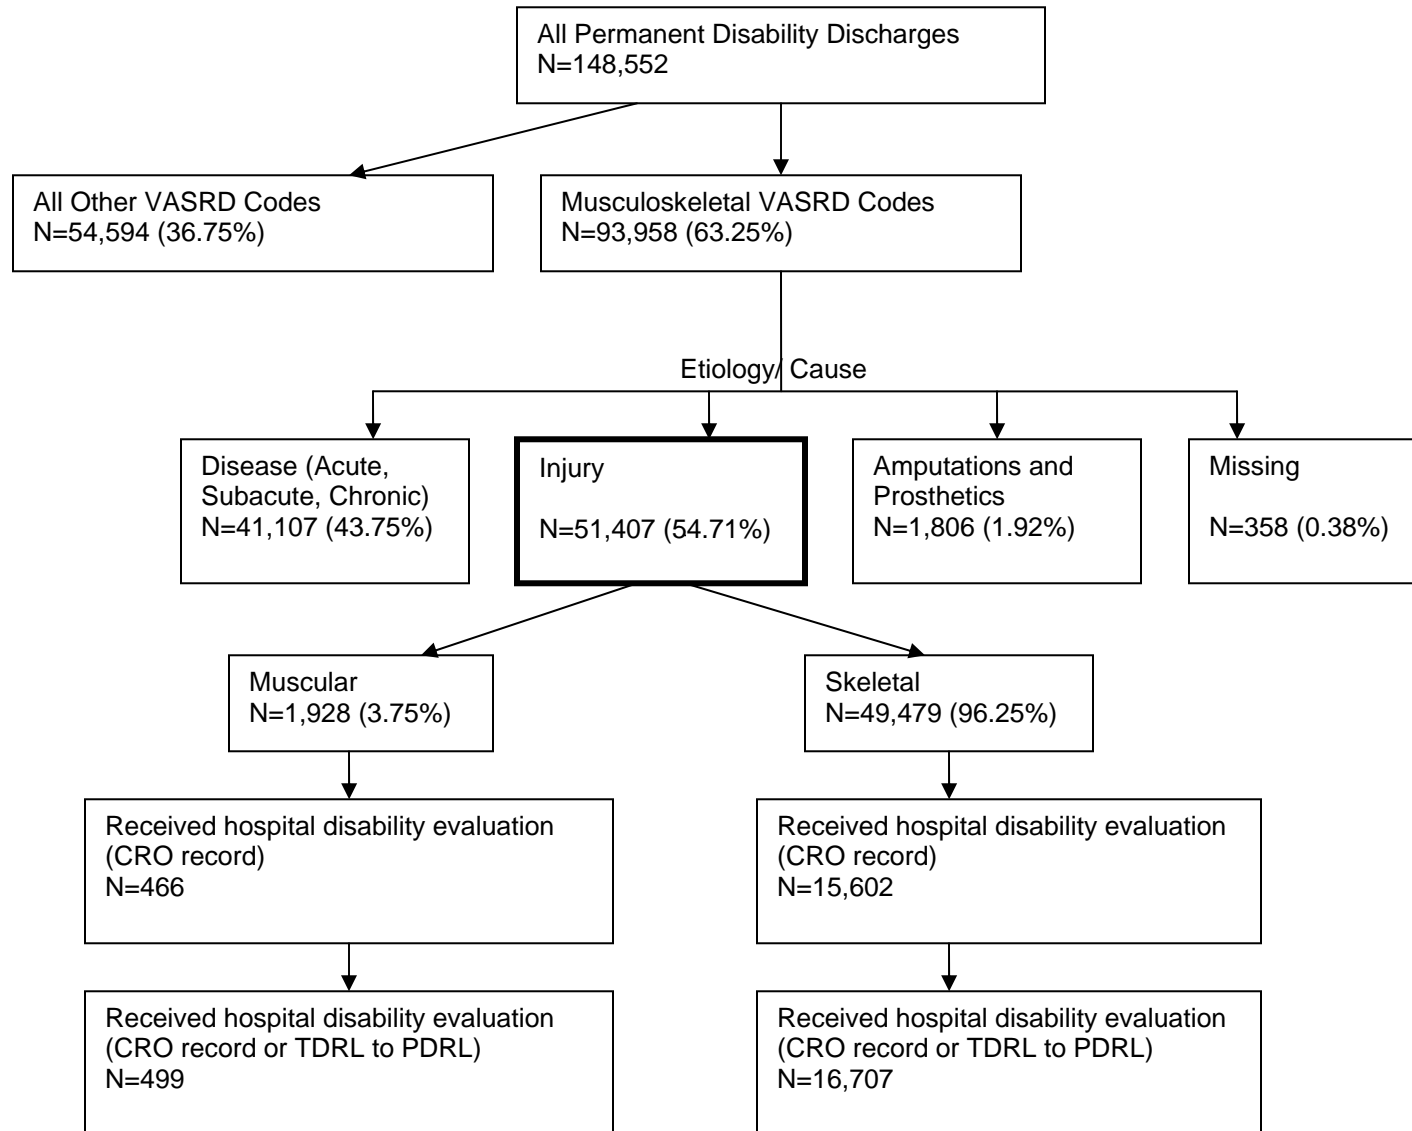 All Permanent Disability Discharges
N=148,552
All Other VASRD Codes
N=54,594 (36.75%)
Musculoskeletal VASRD Codes
N=93,958 (63.25%)
Etiology/ Cause
Disease (Acute,
Subacute, Chronic)
N=41,107 (43.75%)
Injury
N=51,407 (54.71%)
Amputations and
Prosthetics
N=1,806 (1.92%)
Missing
N=358 (0.38%)
Muscular
N=1,928 (3.75%)
Skeletal
N=49,479 (96.25%)
Received hospital disability evaluation
(CRO record)
N=466
Received hospital disability evaluation
(CRO record)
N=15,602
Received hospital disability evaluation
(CRO record or TDRL to PDRL)
N=499
Received hospital disability evaluation
(CRO record or TDRL to PDRL)
N=16,707